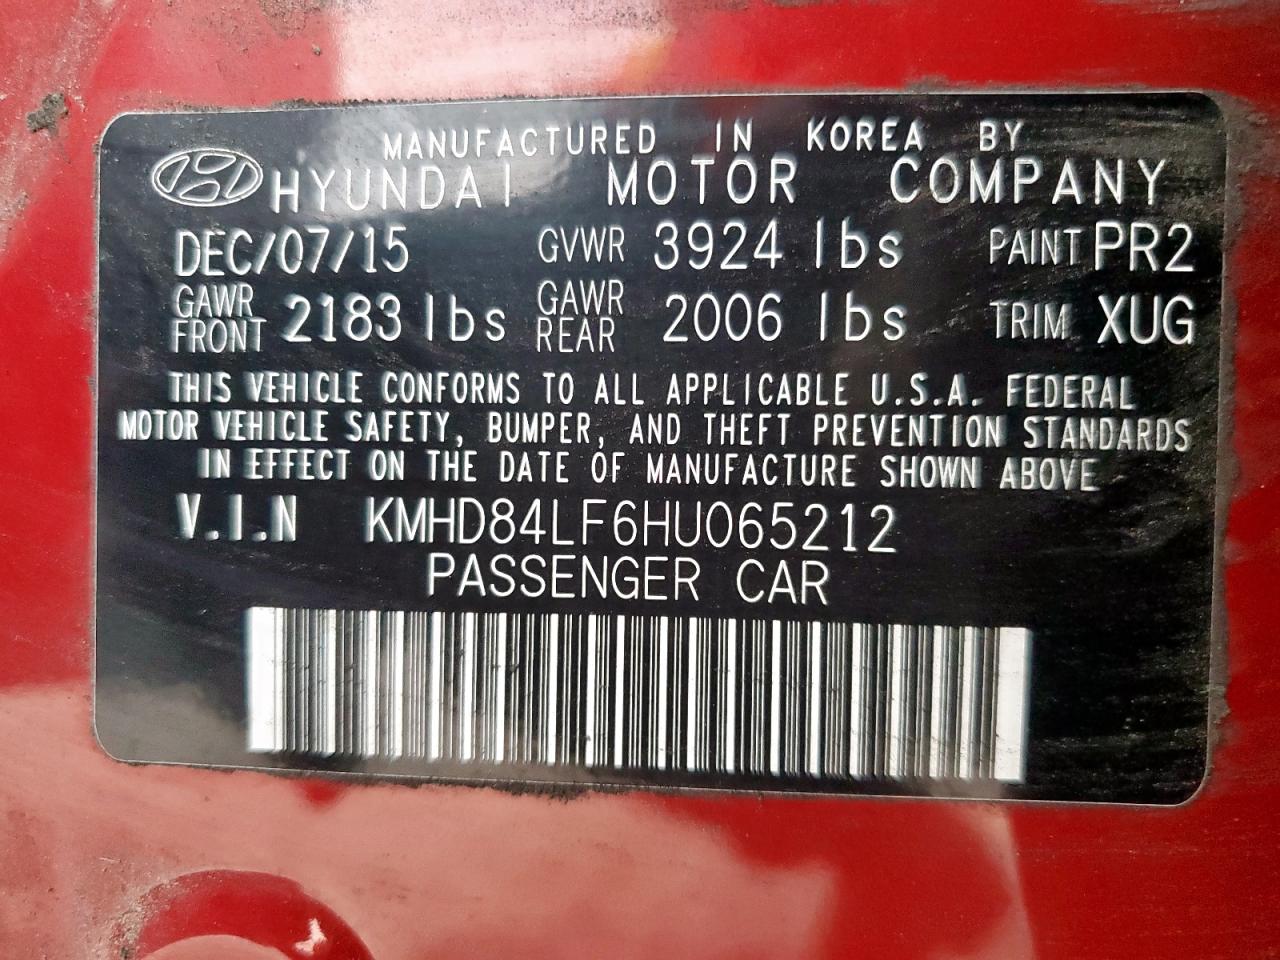 MANUFACTURED IN KOREA BY
HYUNDAI MOTOR COMPANY
DEC/07/15 GVWR 3924 lbs PAINT PR2
GAWR FRONT 2183 lbs GAWR REAR 2006 lbs TRIM XUG
THIS VEHICLE CONFORMS TO ALL APPLICABLE U.S.A. FEDERAL
MOTOR VEHICLE SAFETY, BUMPER, AND THEFT PREVENTION STANDARDS
IN EFFECT ON THE DATE OF MANUFACTURE SHOWN ABOVE
V.I.N KMHD84LF6HU065212
PASSENGER CAR